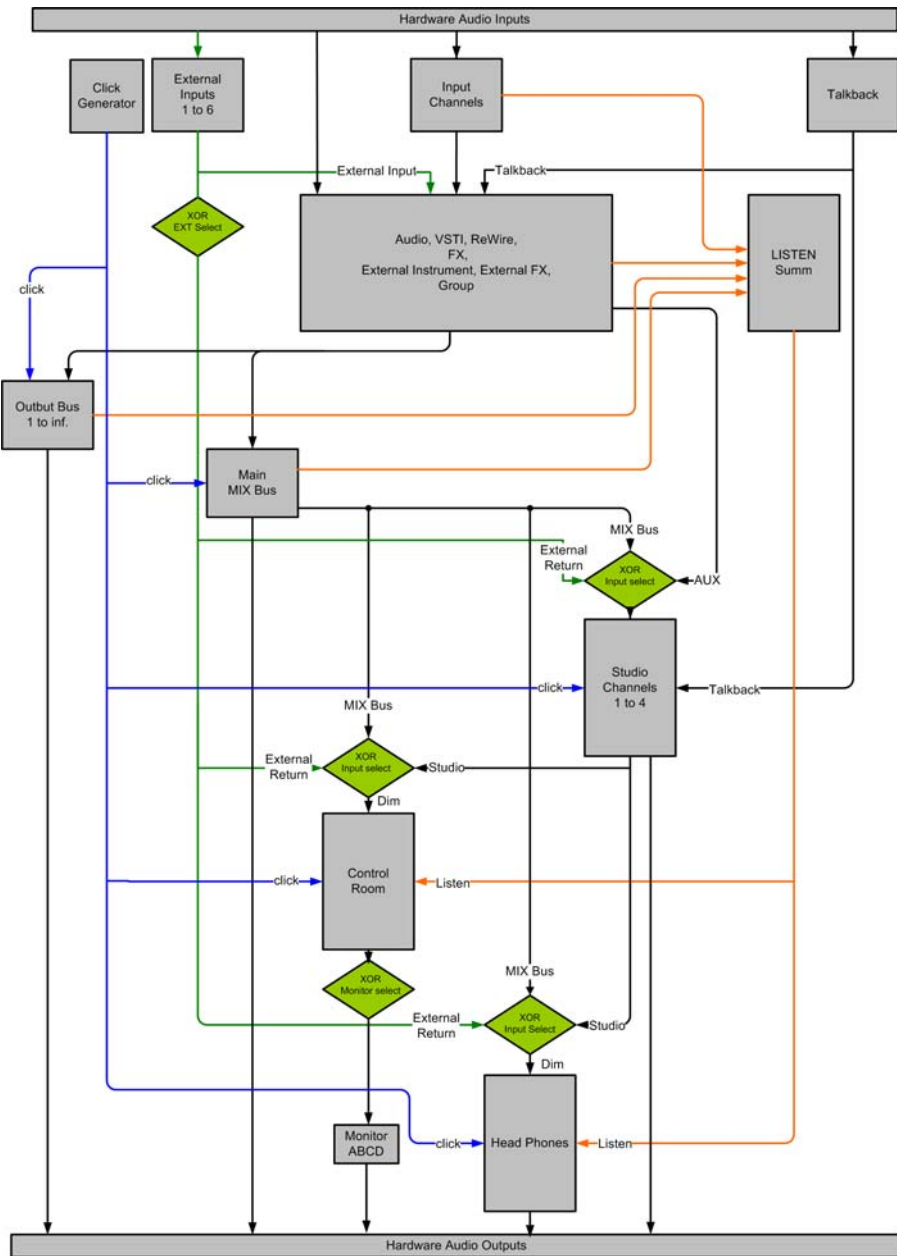 Hardware Audio Inputs
Click
Generator
External
Inputs
1 to 6
Input
Channels
Talkback
External Input
Talkback
XOR
EXT Select
Audio, VSTI, ReWire,
FX,
External Instrument, External FX,
Group
LISTEN
Summ
click
Outbut Bus
1 to inf.
click
Main
MIX Bus
MIX Bus
External
Return
XOR
Input select
AUX
Studio
Channels
1 to 4
click
Talkback
MIX Bus
External
Return
XOR
Input select
Studio
Dim
Control
Room
click
Listen
XOR
Monitor select
MIX Bus
External
Return
XOR
Input Select
Studio
Dim
Monitor
ABCD
click
Head Phones
Listen
Hardware Audio Outputs